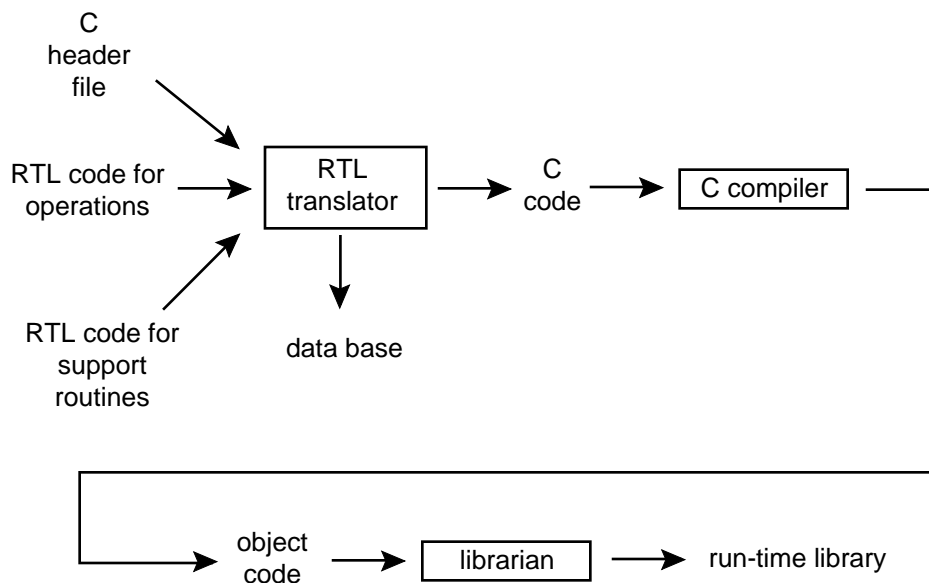 C
header
file
RTL code for
operations
RTL code for
support
routines
RTL
translator
data base
C
code
C compiler
object
code
librarian
run-time library